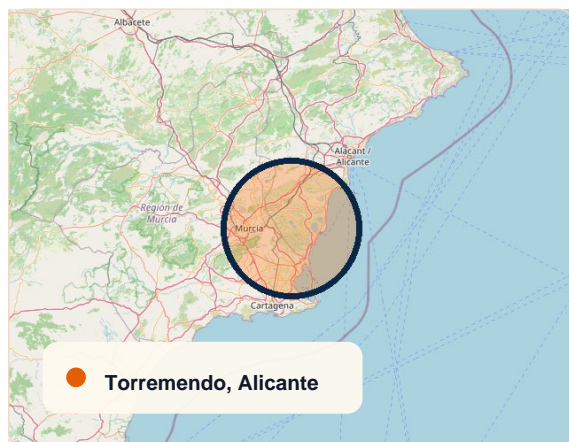 Albacete
Alacant /
Alicante
Región de
Murcia
Murcia
Cartagena
Torremendo, Alicante